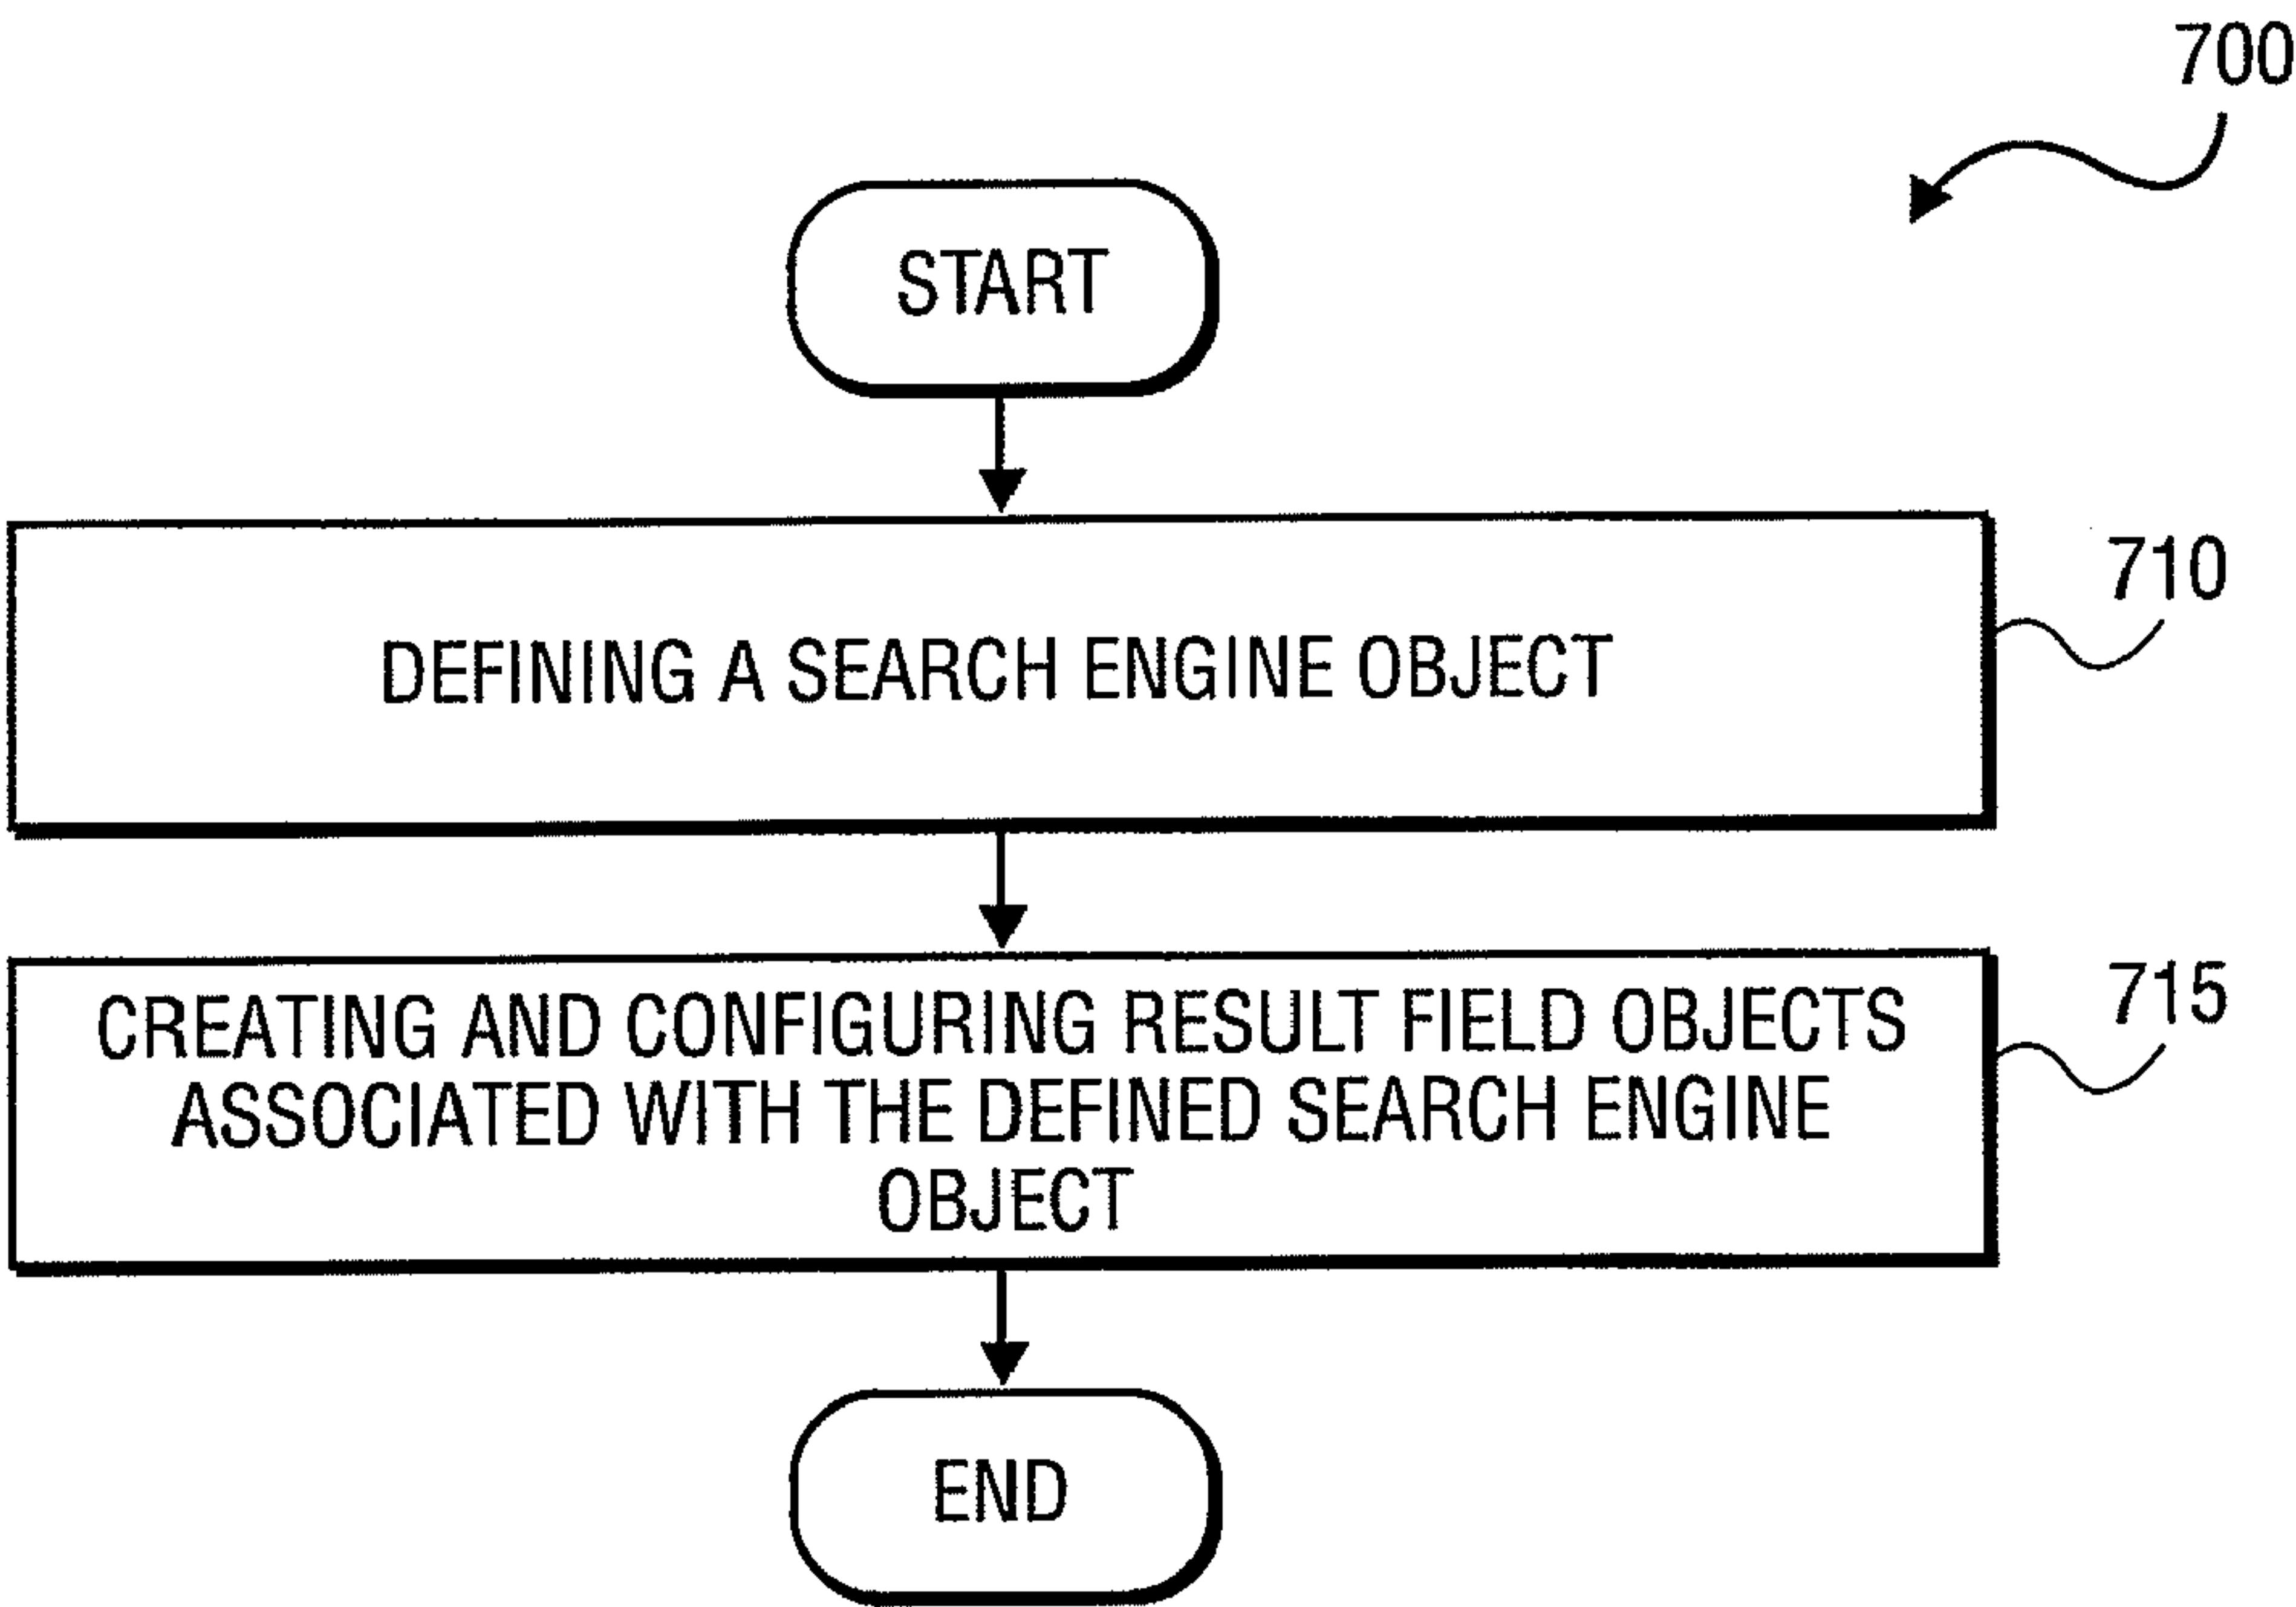 700
START
710
DEFINING A SEARCH ENGINE OBJECT
715
CREATING AND CONFIGURING RESULT FIELD OBJECTS
ASSOCIATED WITH THE DEFINED SEARCH ENGINE
OBJECT
END